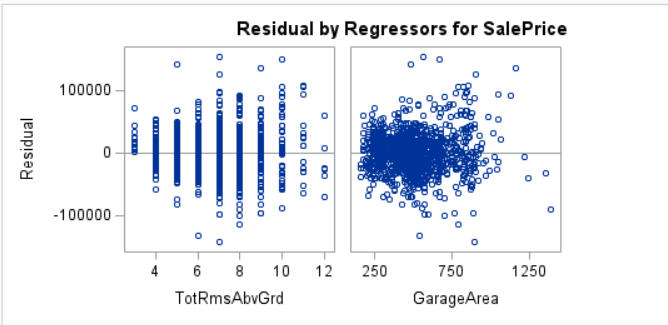 Residual by Regressors for SalePrice
Residual
100000
0
-100000
4 6 8 10 12
250 750 1250
TotRmsAbvGrd GarageArea